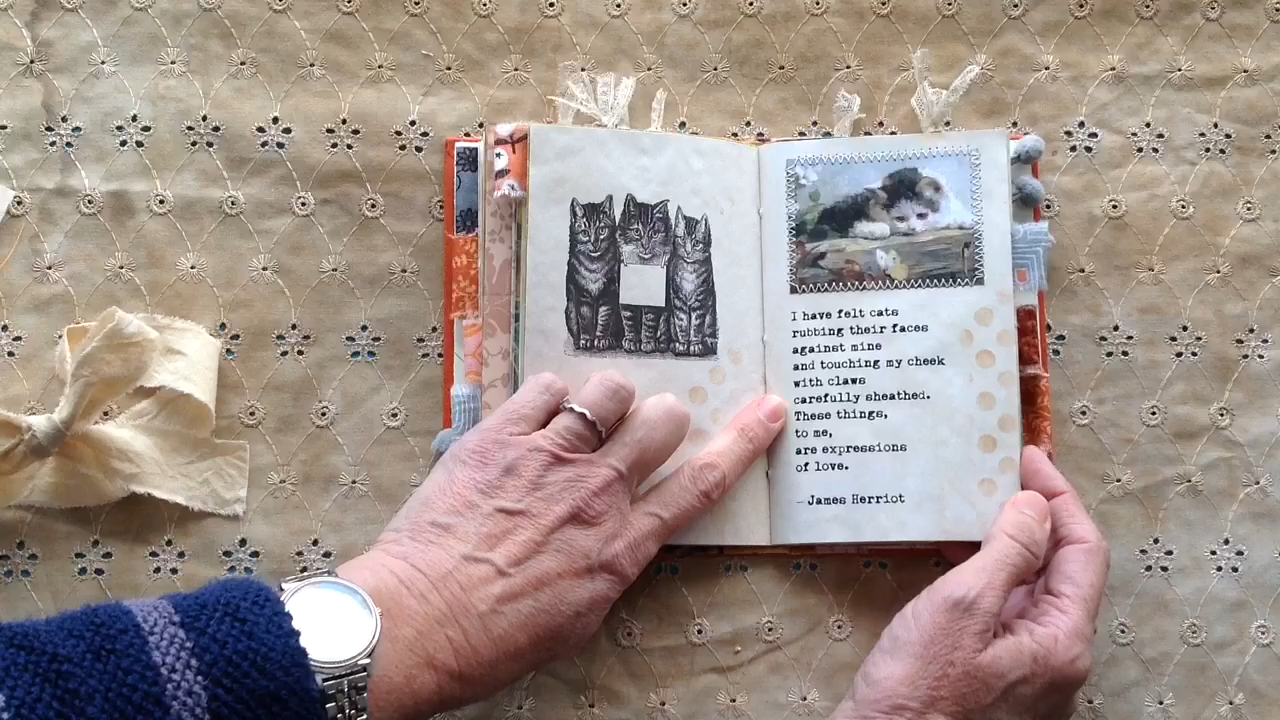 I have felt cats
rubbing their faces
against mine
and touching my cheek
with claws
carefully sheathed.
These things,
to me,
are expressions
of love.
— James Herriot